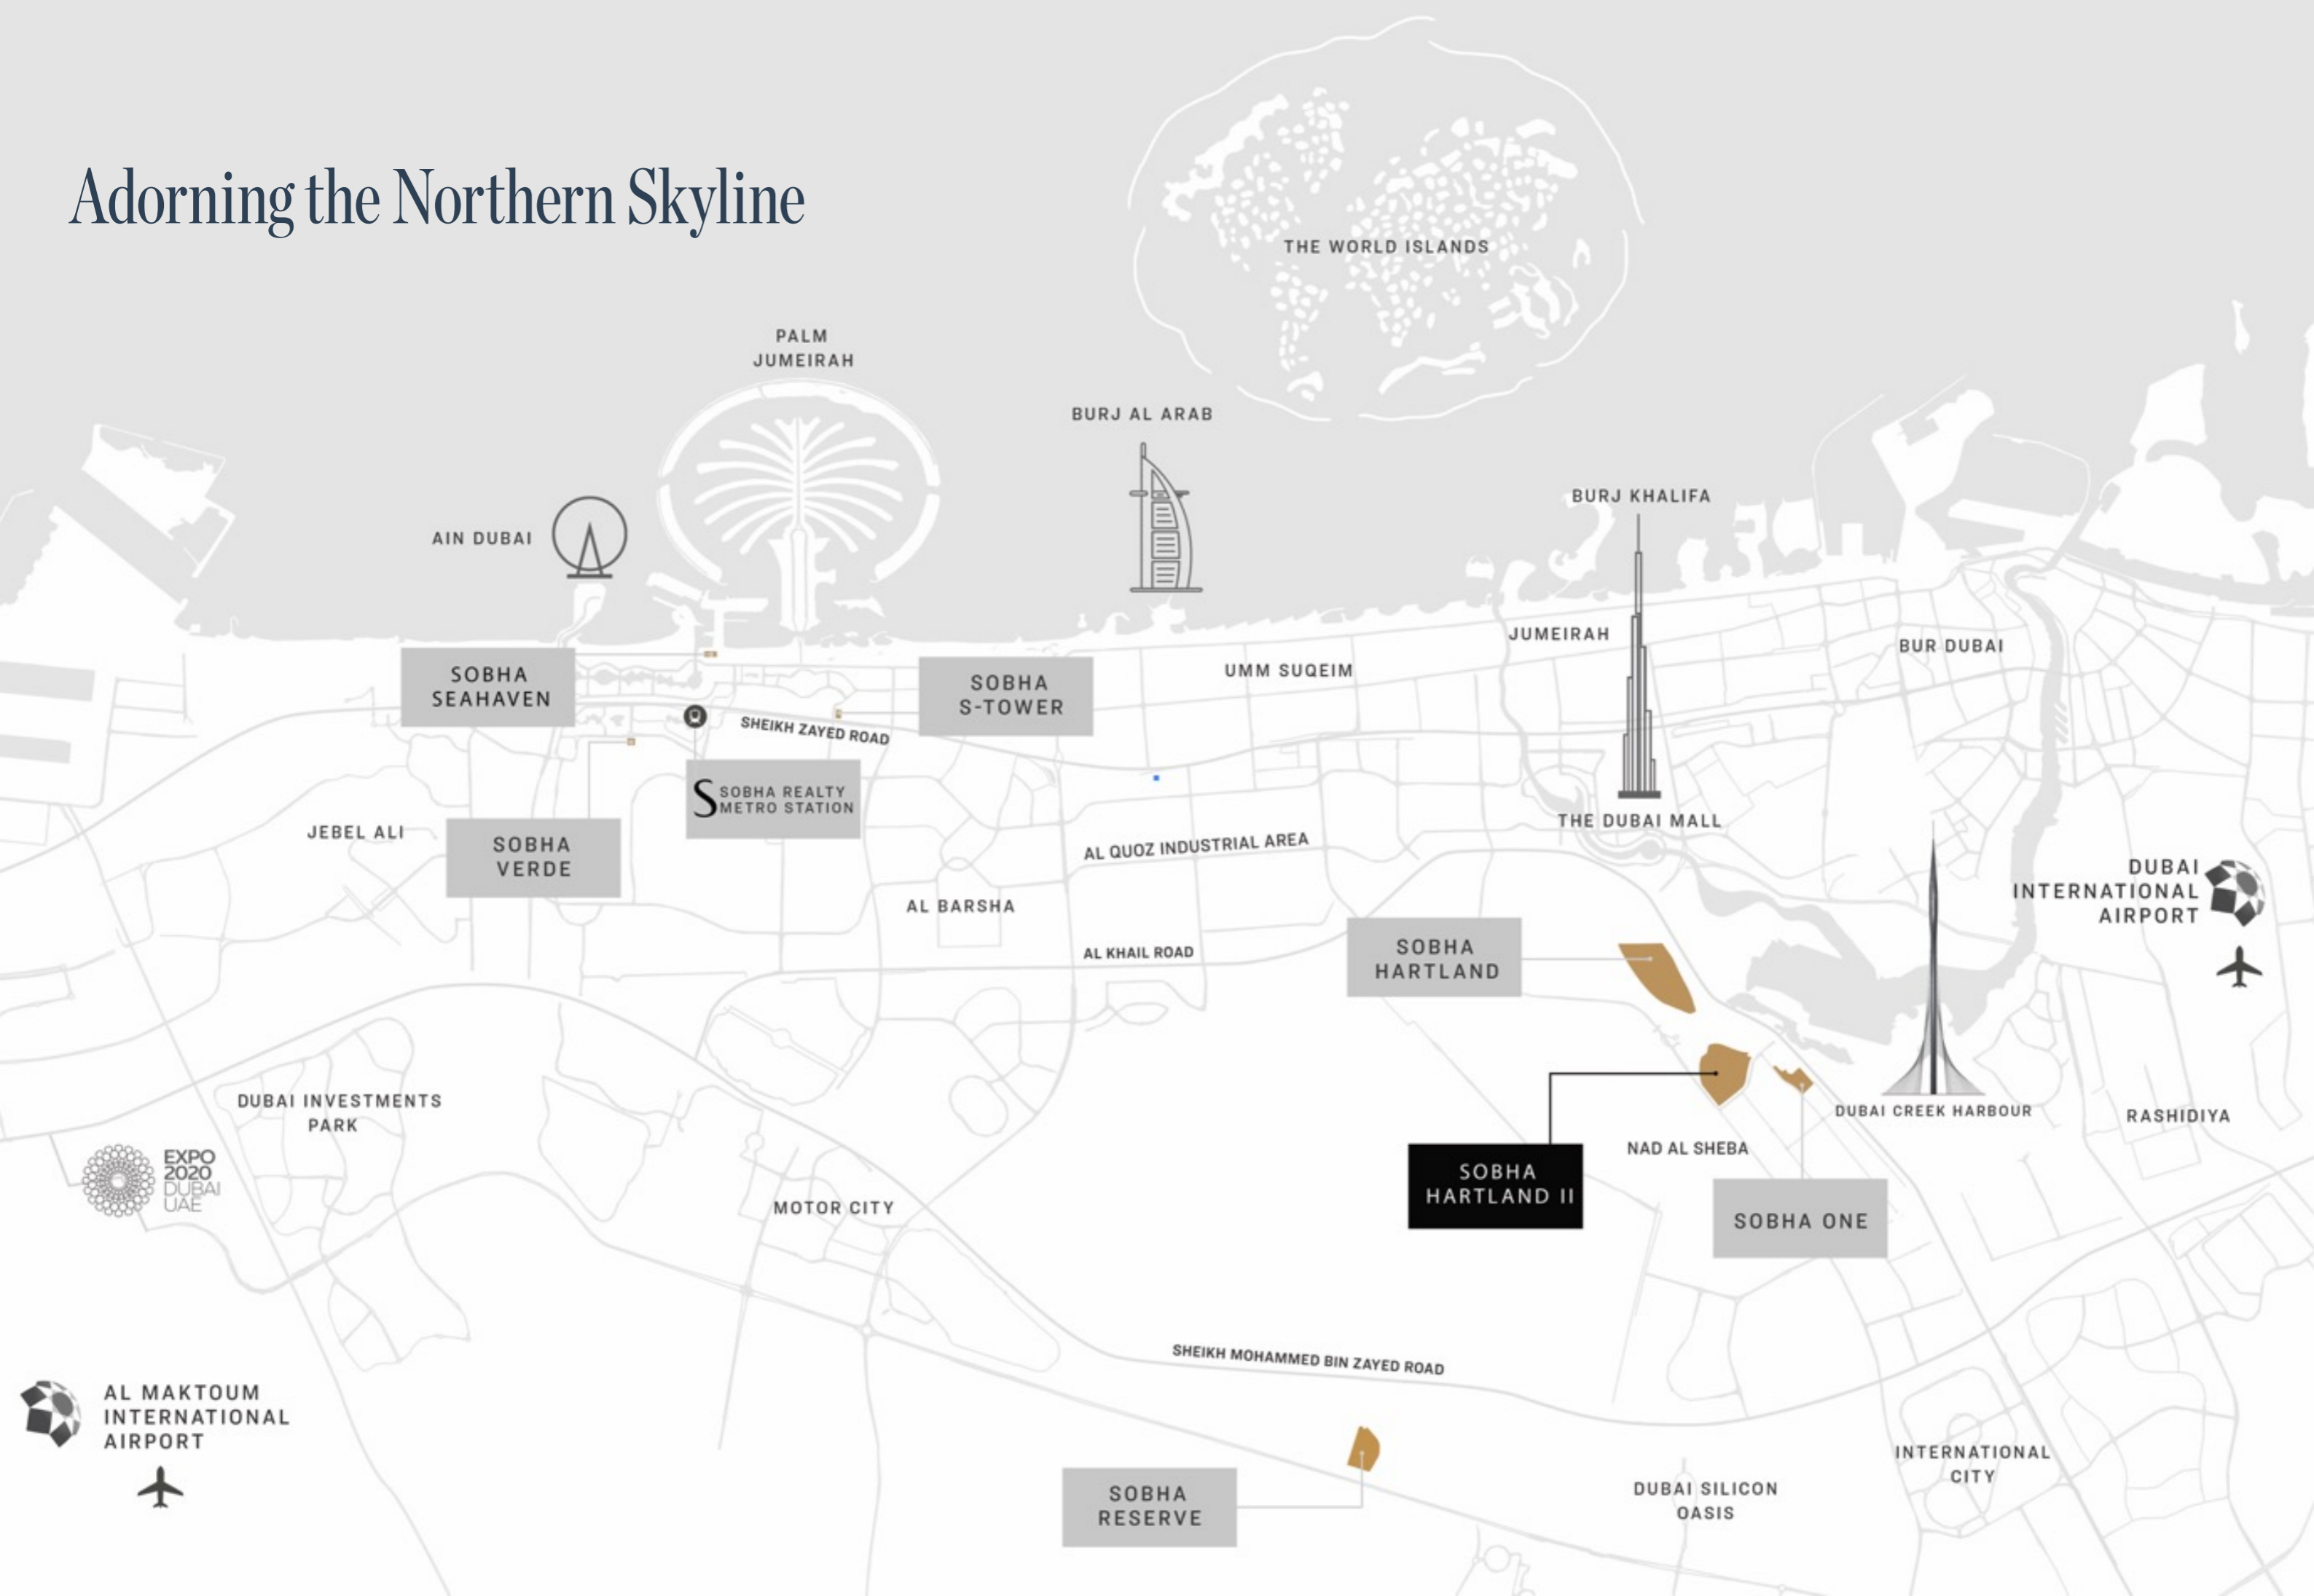 Adorning the Northern Skyline
THE WORLD ISLANDS
PALM
JUMEIRAH
BURJ AL ARAB
BURJ KHALIFA
AIN DUBAI
JUMEIRAH
BUR DUBAI
UMM SUQEIM
SOBHA
SEAHAVEN
SOBHA
S-TOWER
SHEIKH ZAYED ROAD
S SOBHA REALTY
METRO STATION
JEBEL ALI
SOBHA
VERDE
THE DUBAI MALL
AL QUOZ INDUSTRIAL AREA
DUBAI
INTERNATIONAL
AIRPORT
AL BARSHA
AL KHAIL ROAD
SOBHA
HARTLAND
DUBAI INVESTMENTS
PARK
DUBAI CREEK HARBOUR
RASHIDIYA
NAD AL SHEBA
EXPO
2020
DUBAI
UAE
SOBHA
HARTLAND II
MOTOR CITY
SOBHA ONE
SHEIKH MOHAMMED BIN ZAYED ROAD
AL MAKTOUM
INTERNATIONAL
AIRPORT
INTERNATIONAL
CITY
SOBHA
RESERVE
DUBAI SILICON
OASIS